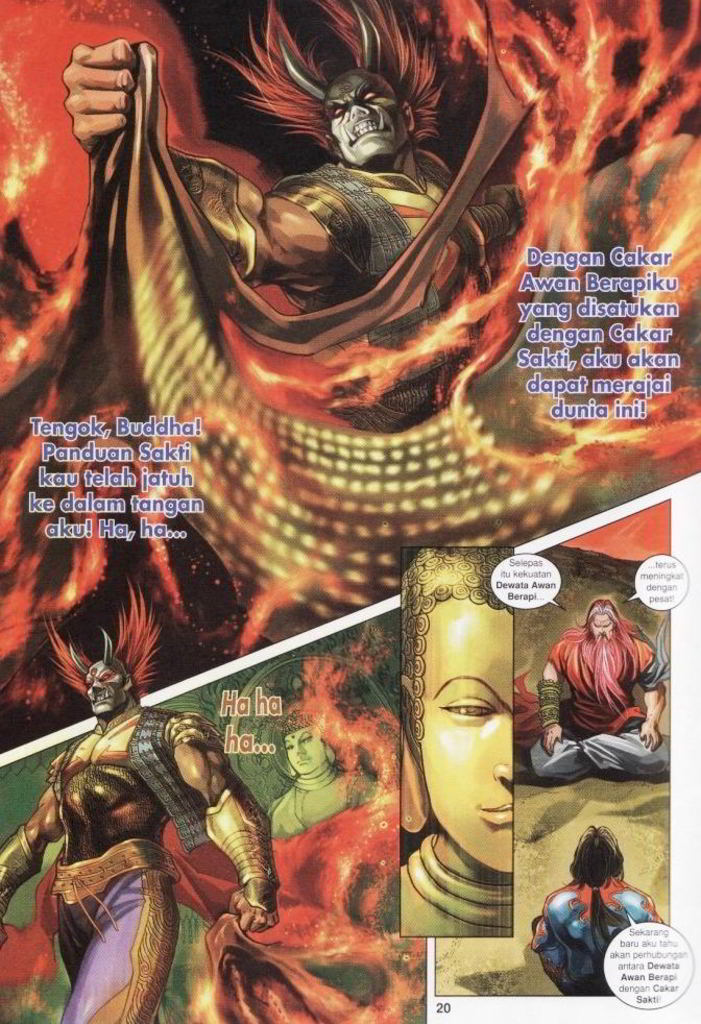 Dengan Cakar
Awan Berapiku
yang disatukan
dengan Cakar
Sakti, aku akan
dapat merajai
dunia ini!
Tengok, Buddha!
Panduan Sakti
kau telah jatuh
ke dalam tangan
aku! Ha, ha...
Ha ha
ha...
Selepas
itu kekuatan
Dewata Awan
Berapi...
...terus
meningkat
dengan
pesat!
Sekarang
baru aku tahu
akan perhubungan
antara Dewata
Awan Berapi
dengan Cakar
Sakti!
20